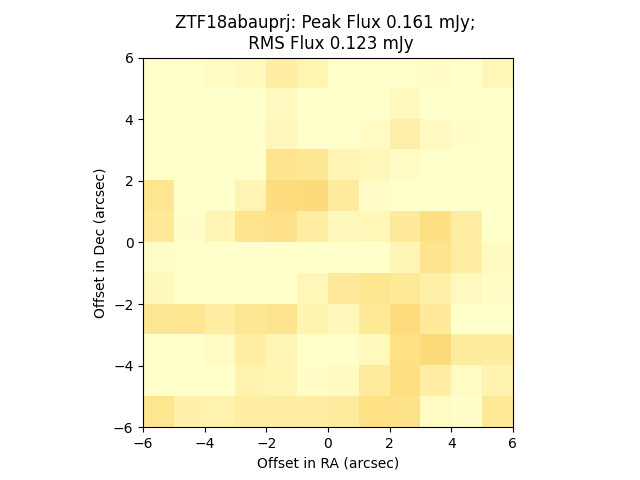 ZTF18abauprj: Peak Flux 0.161 mJy;
RMS Flux 0.123 mJy
6
4
2
0
−2
−4
−6
Offset in Dec (arcsec)
−6 −4 −2 0 2 4 6
Offset in RA (arcsec)